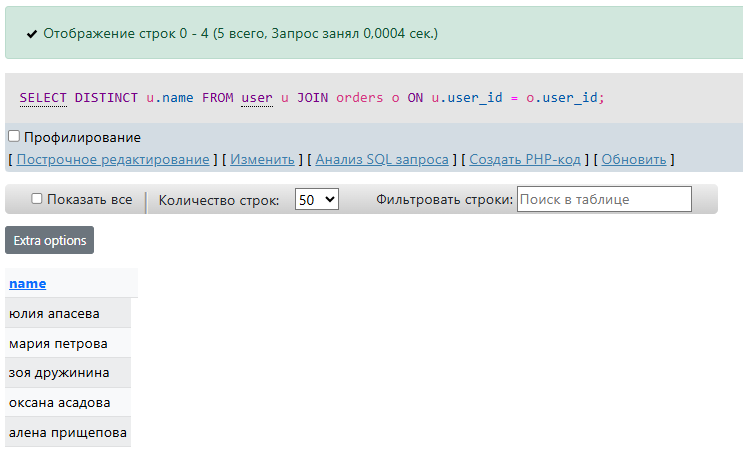 Отображение строк 0 - 4 (5 всего, Запрос занял 0,0004 сек.)
SELECT DISTINCT u.name FROM user u JOIN orders o ON u.user_id = o.user_id;
Профилирование
[ Построчное редактирование ] [ Изменить ] [ Анализ SQL запроса ] [ Создать PHP-код ] [ Обновить ]
Показать все Количество строк: 50 Фильтровать строки: Поиск в таблице
Extra options
name
юлия апасева
мария петрова
зоя дружинина
оксана асадова
алена прищепова